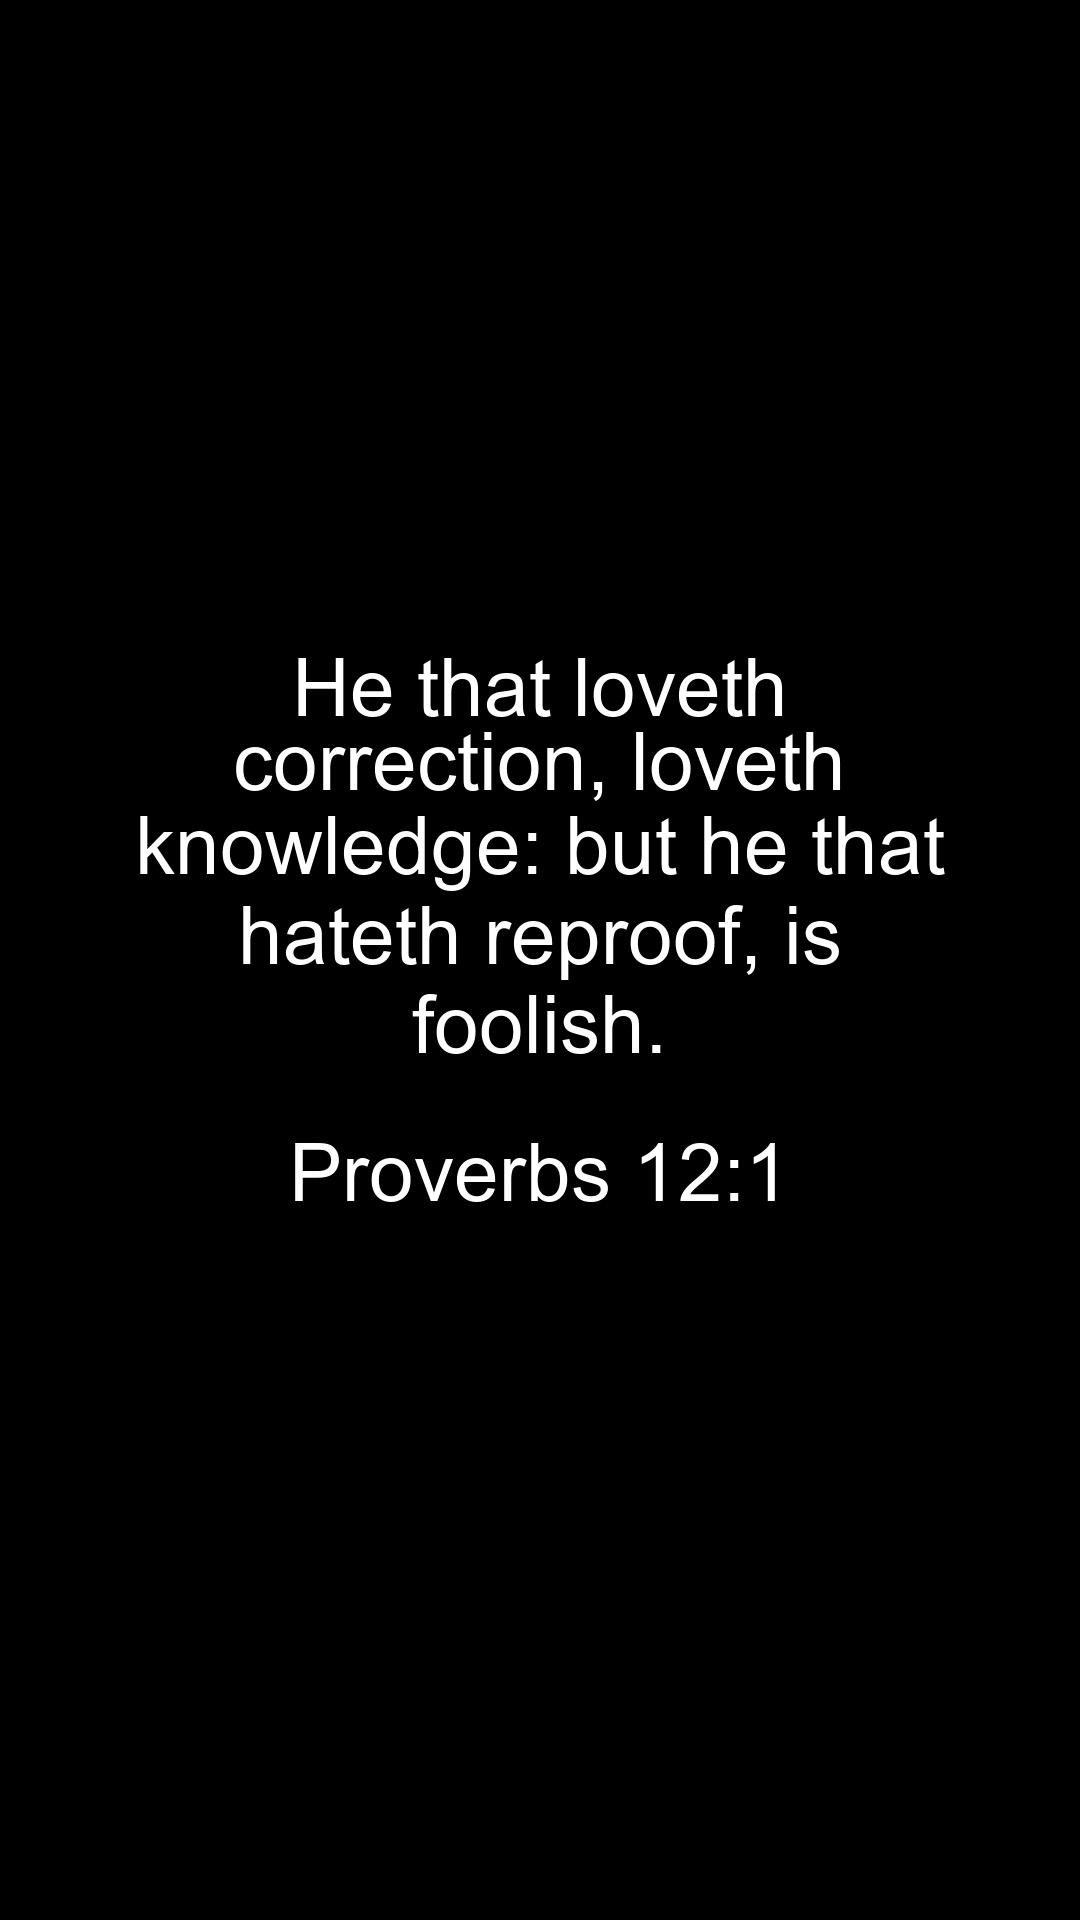 He that loveth
correction, loveth
knowledge: but he that
hateth reproof, is
foolish.
Proverbs 12:1